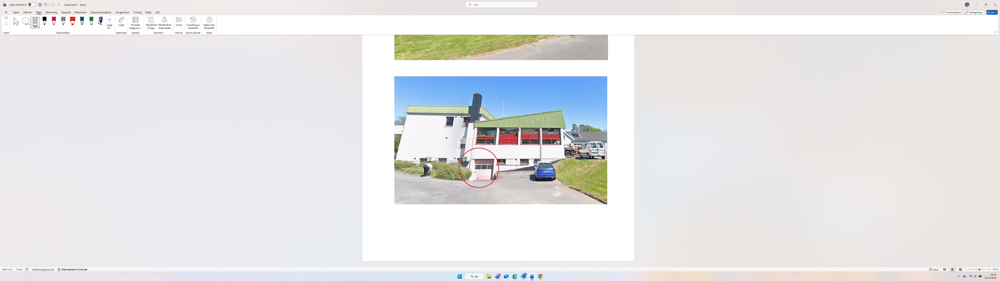 Lagre automatisk
Dokument2 - Word
Søk
Fil Hjem Sett inn Tegn Utforming Oppsett Referanser Masseutsendelser Se gjennom Visning Hjelp 360°
Kommentarer Redigering Del
Legg til
Linjal
Formater bakgrunn
Håndskrift til figur
Håndskrift til matematikk
Lerret
Avspilling av håndskrift
Hjelp med håndskrift
Angre Tegneverktøy Sjablonger Rediger Konverter Sett inn Spill av på nytt Hjelp
Side 1 av 1 0 ord Tekstforutsigelser: på Tilgjengelighet: Undersøk
Fokus 176 %
Søk
09:34
02.03.2026